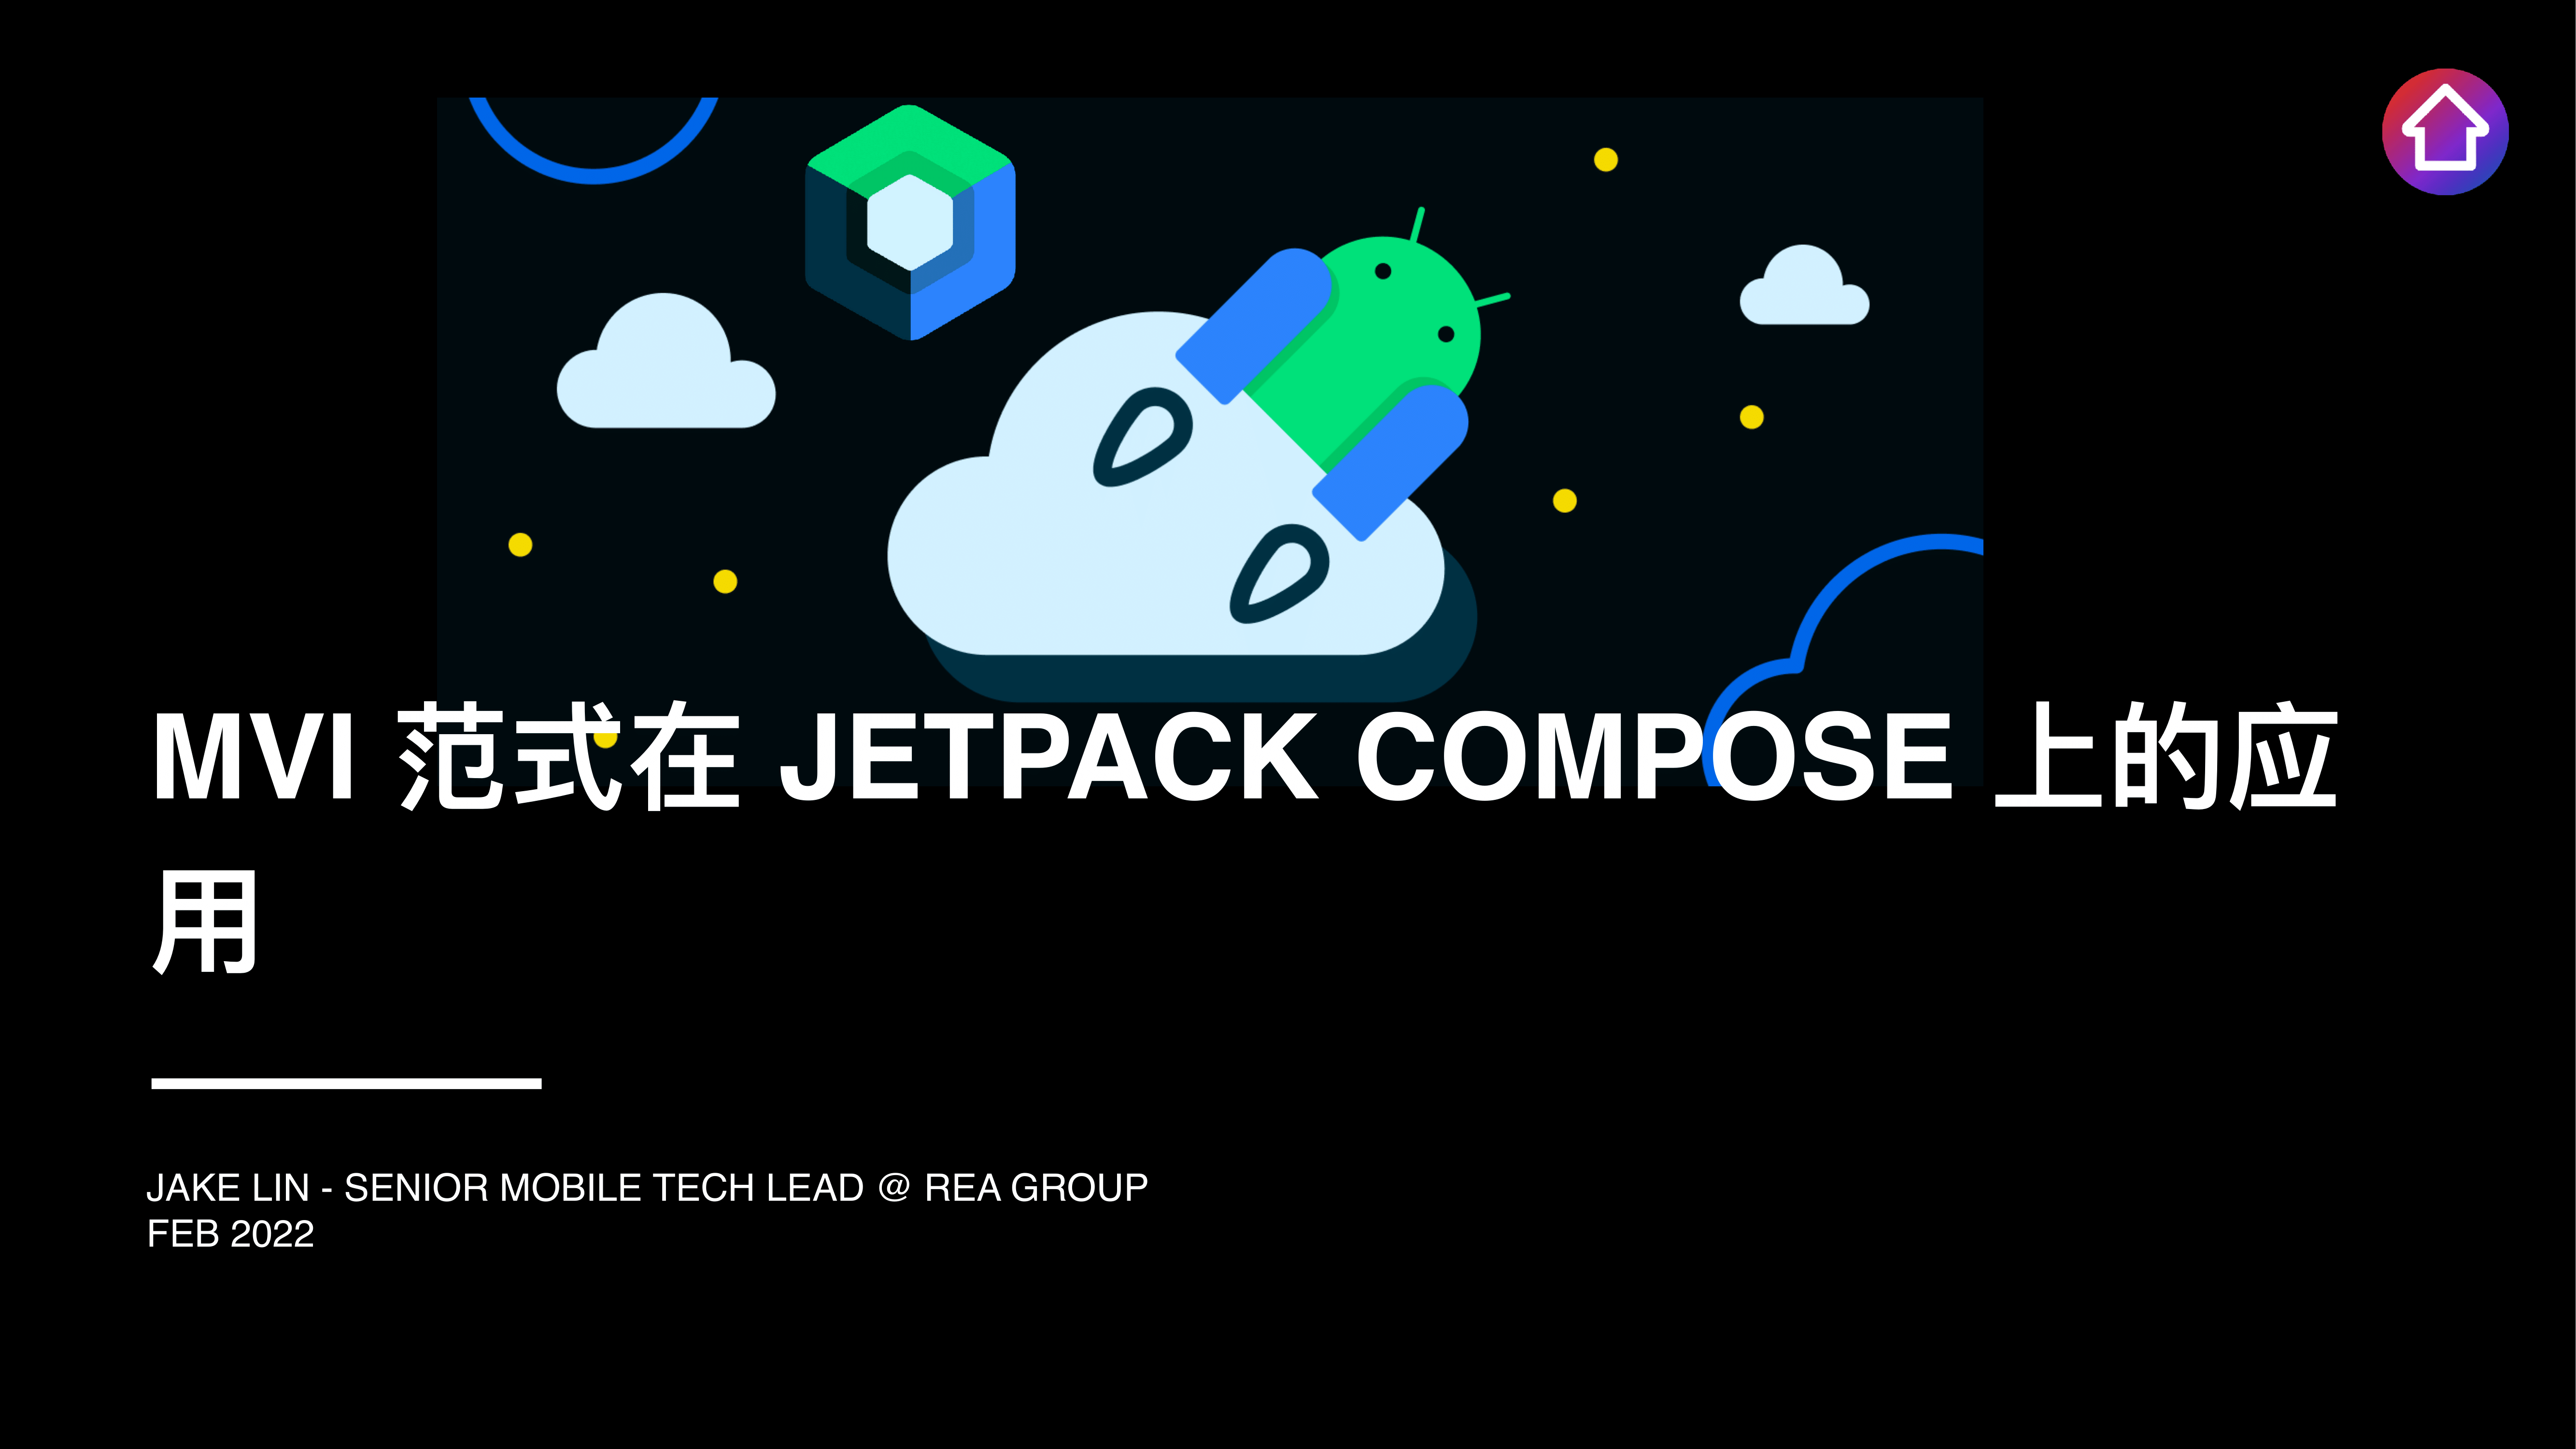 MVI 范式在 JETPACK COMPOSE 上的应
用
JAKE LIN - SENIOR MOBILE TECH LEAD @ REA GROUP
FEB 2022